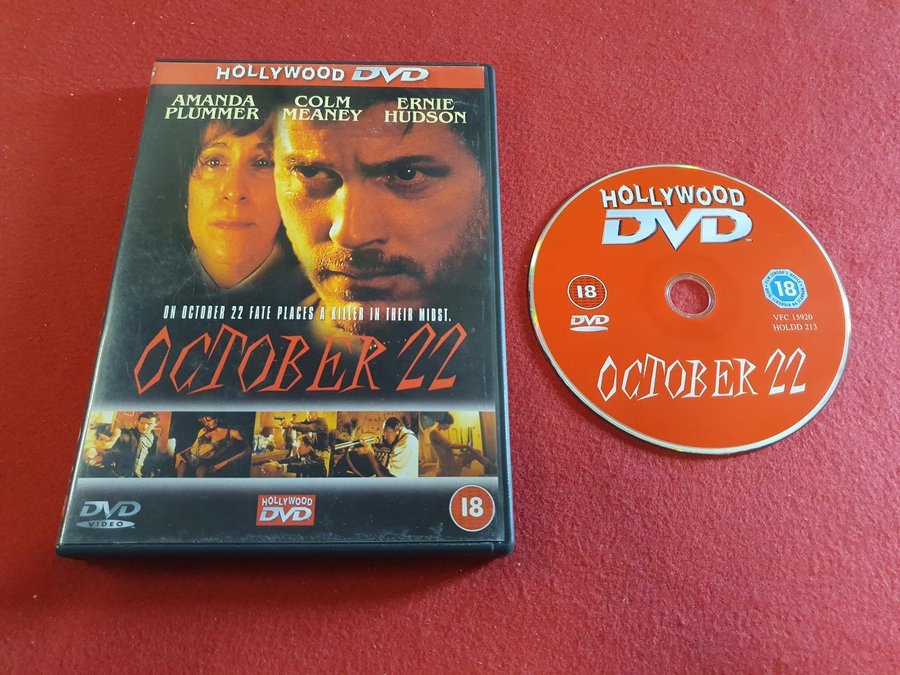 HOLLYWOOD DVD
AMANDA PLUMMER
COLM MEANEY
ERNIE HUDSON
ON OCTOBER 22 FATE PLACES A KILLER IN THEIR MIDST.
OCTOBER 22
DVD
VIDEO
HOLLYWOOD
DVD
18
HOLLYWOOD
DVD
TM
18
DVD
18
VFC 15920
HOLDD 213
OCTOBER 22